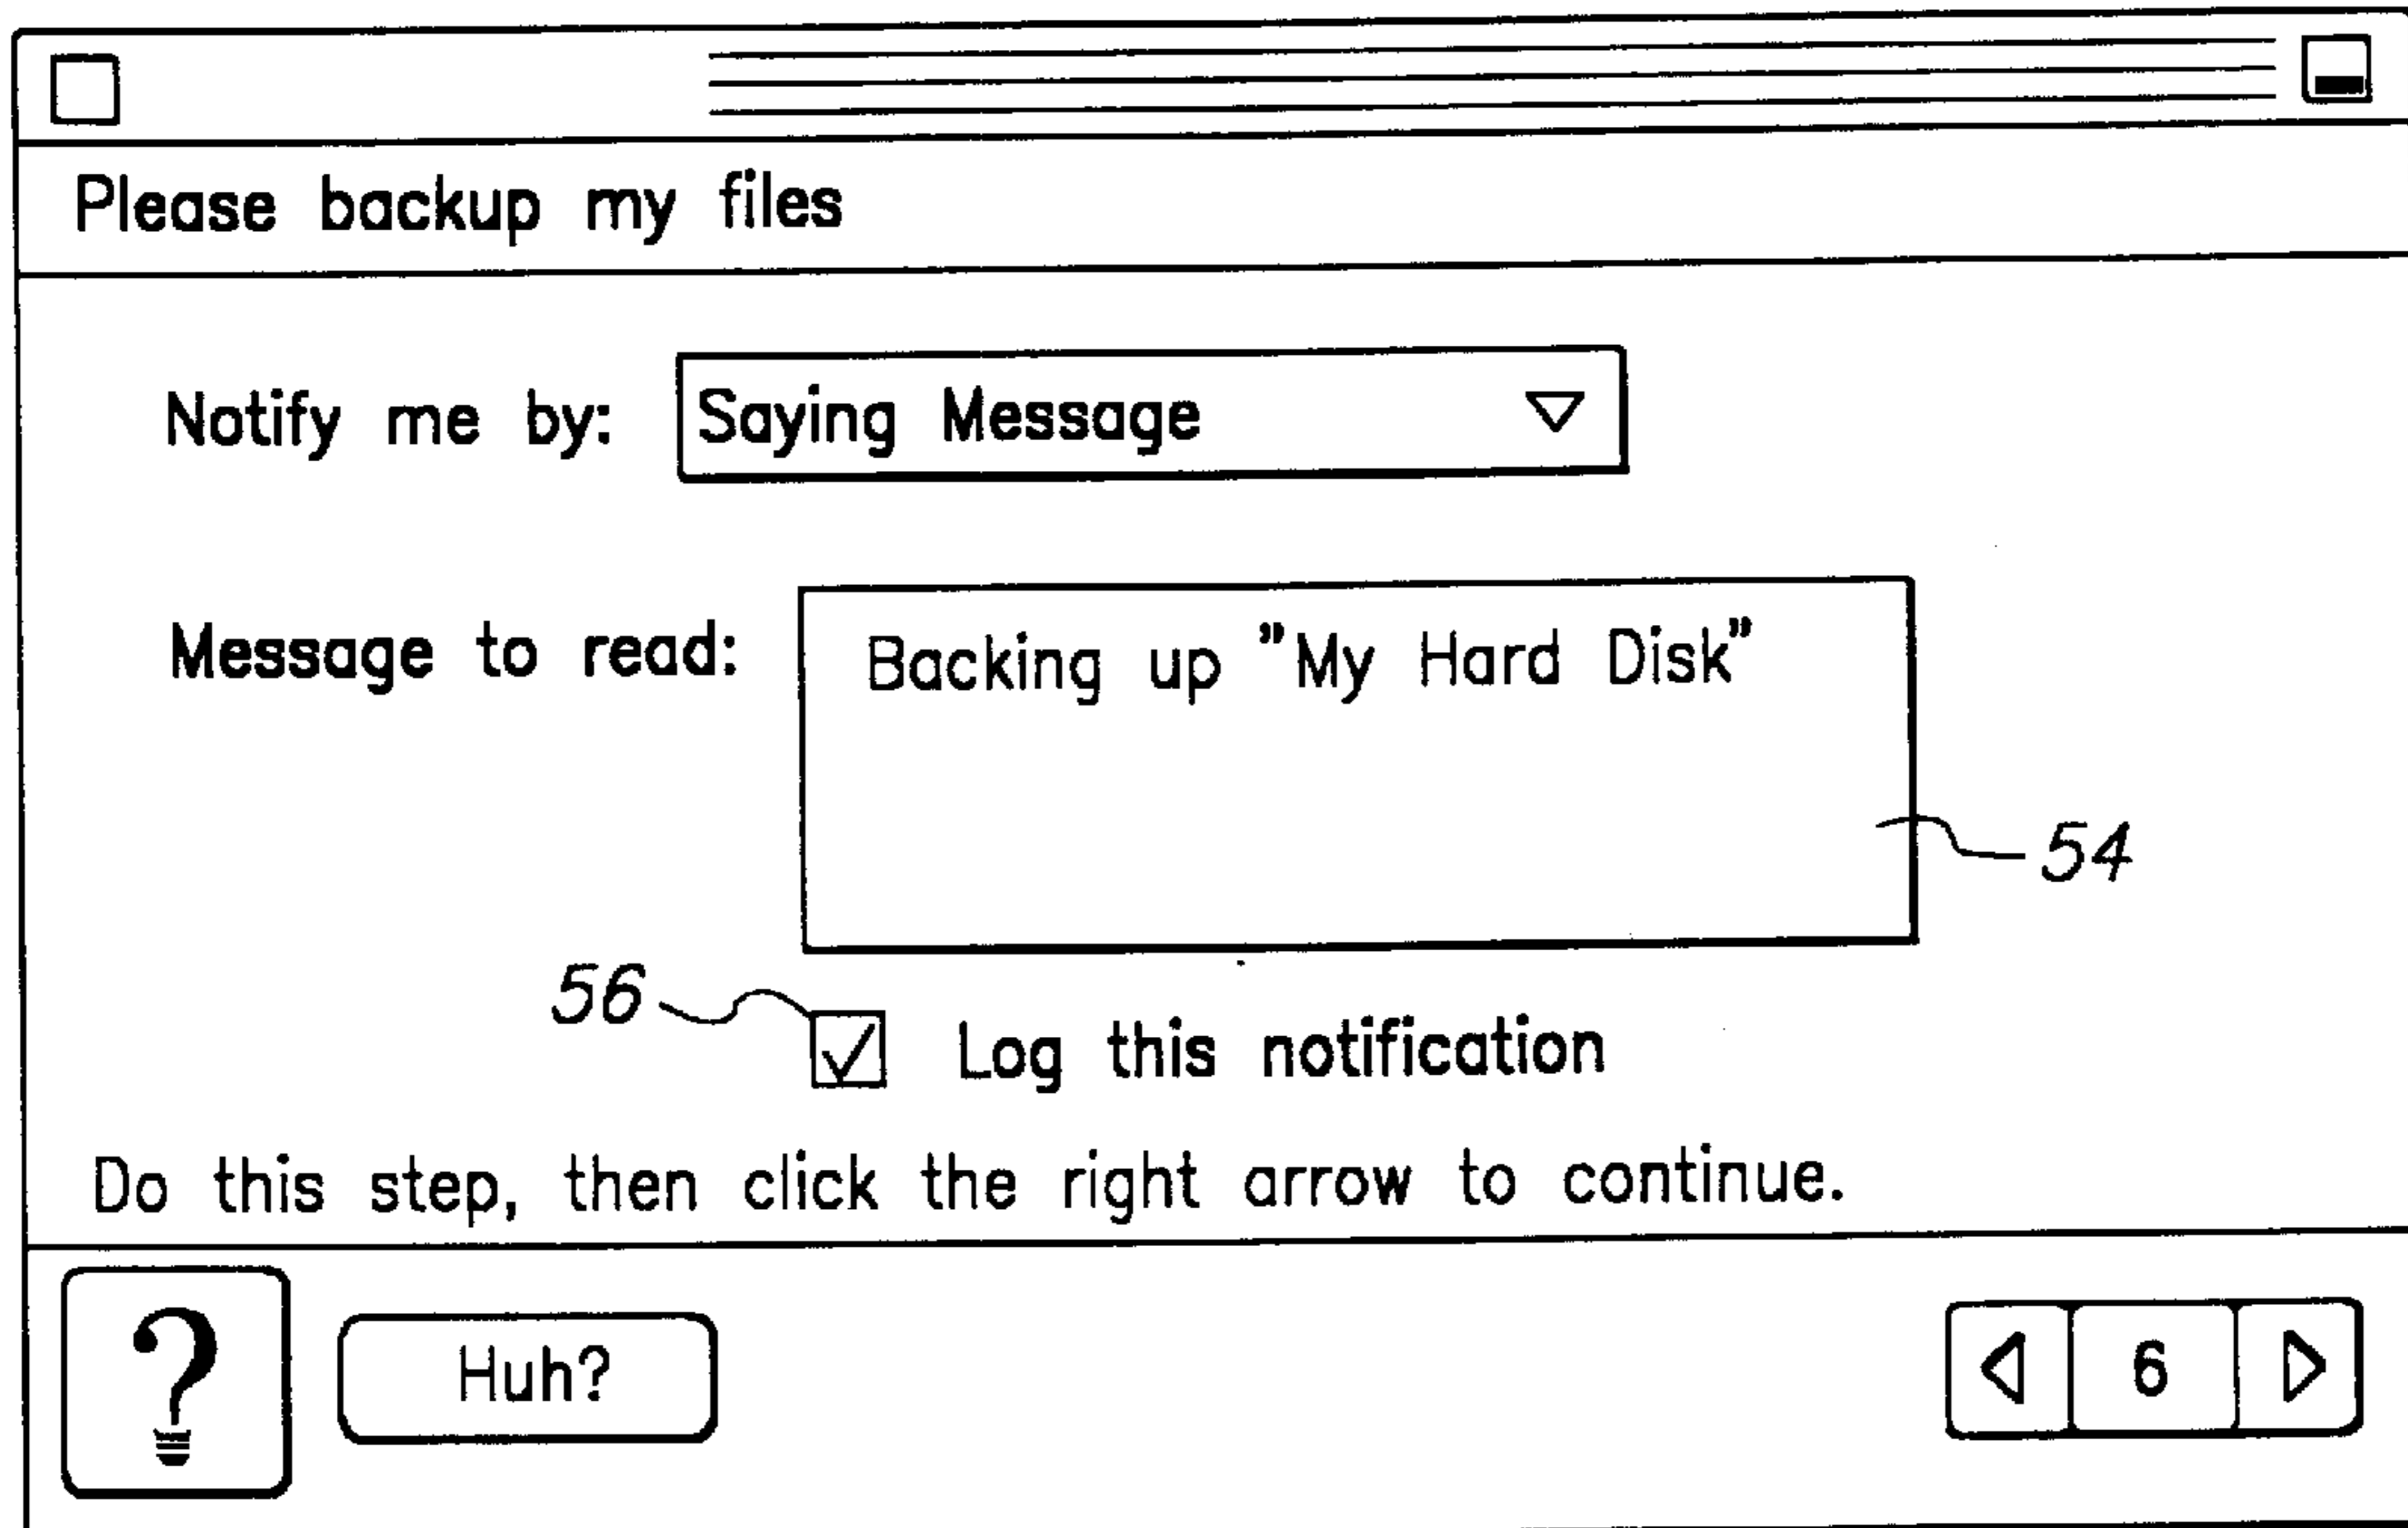 Please backup my files
Notify me by: Saying Message
Message to read: Backing up "My Hard Disk"
54
56
Log this notification
Do this step, then click the right arrow to continue.
? Huh? 6